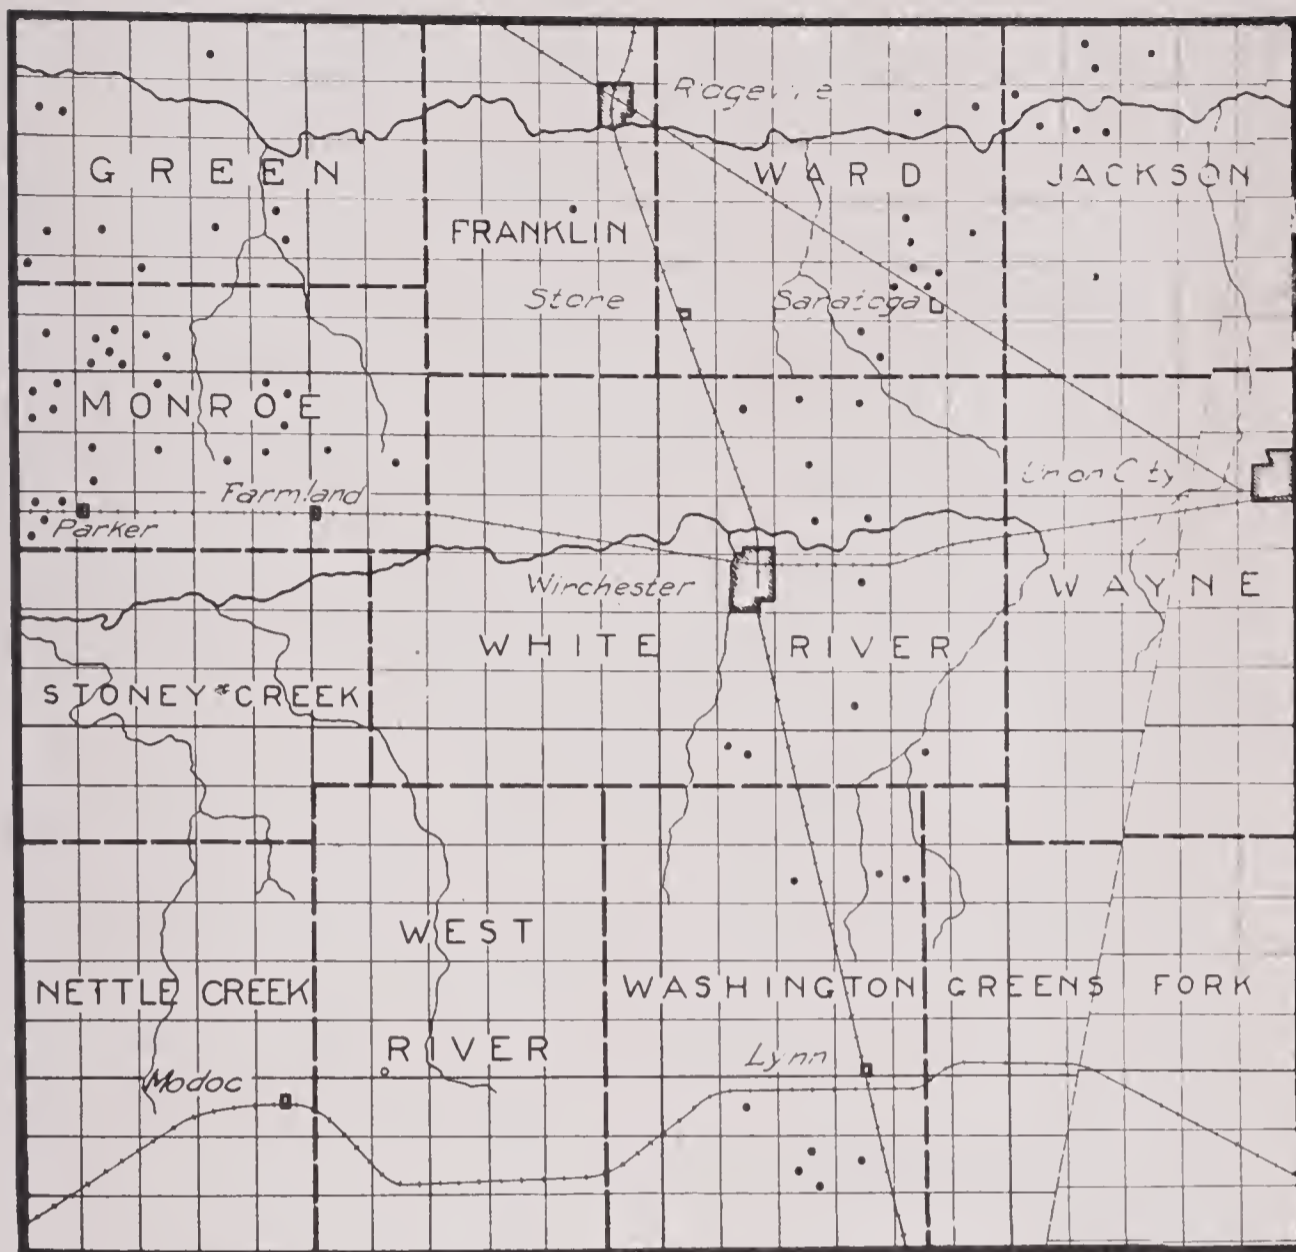 Ridgeville
GREEN
WARD
JACKSON
FRANKLIN
Stone
Saratoga
MONROE
Union City
Farmland
Parker
Winchester
WAYNE
WHITE RIVER
STONEY CREEK
WEST
NETTLE CREEK
WASHINGTON
GREENS FORK
RIVER
Lynn
Modoc